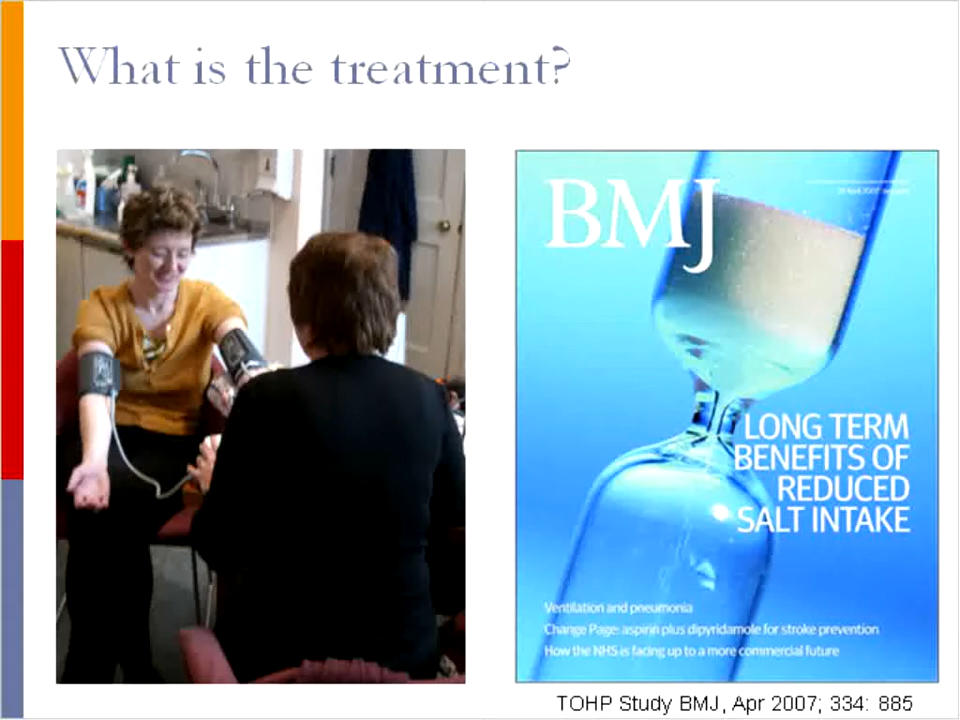 What is the treatment?
BMJ
LONG TERM
BENEFITS OF
REDUCED
SALT INTAKE
Ventilation and pneumonia
Change Page: aspirin plus dipyridamole for stroke prevention
How the NHS is facing up to a more commercial future
TOHP Study BMJ, Apr 2007; 334: 885